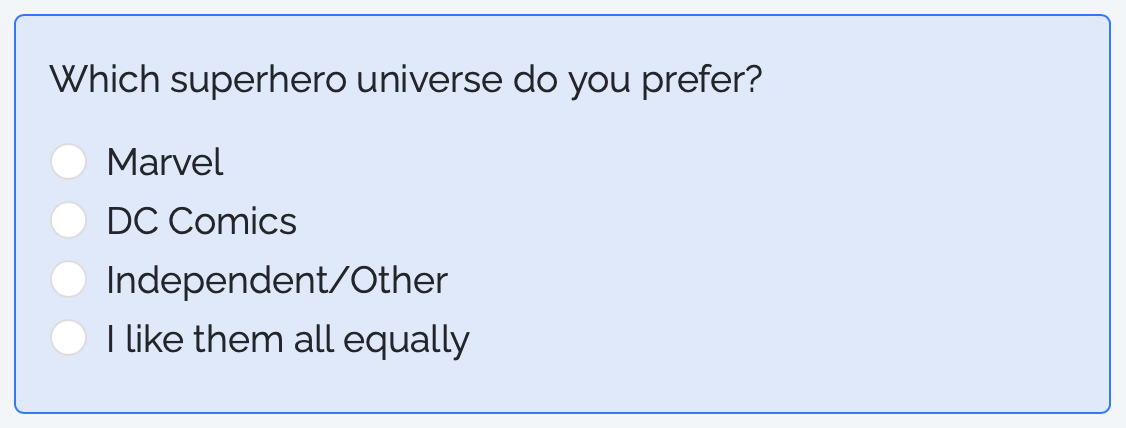 Which superhero universe do you prefer?
Marvel
DC Comics
Independent/Other
I like them all equally